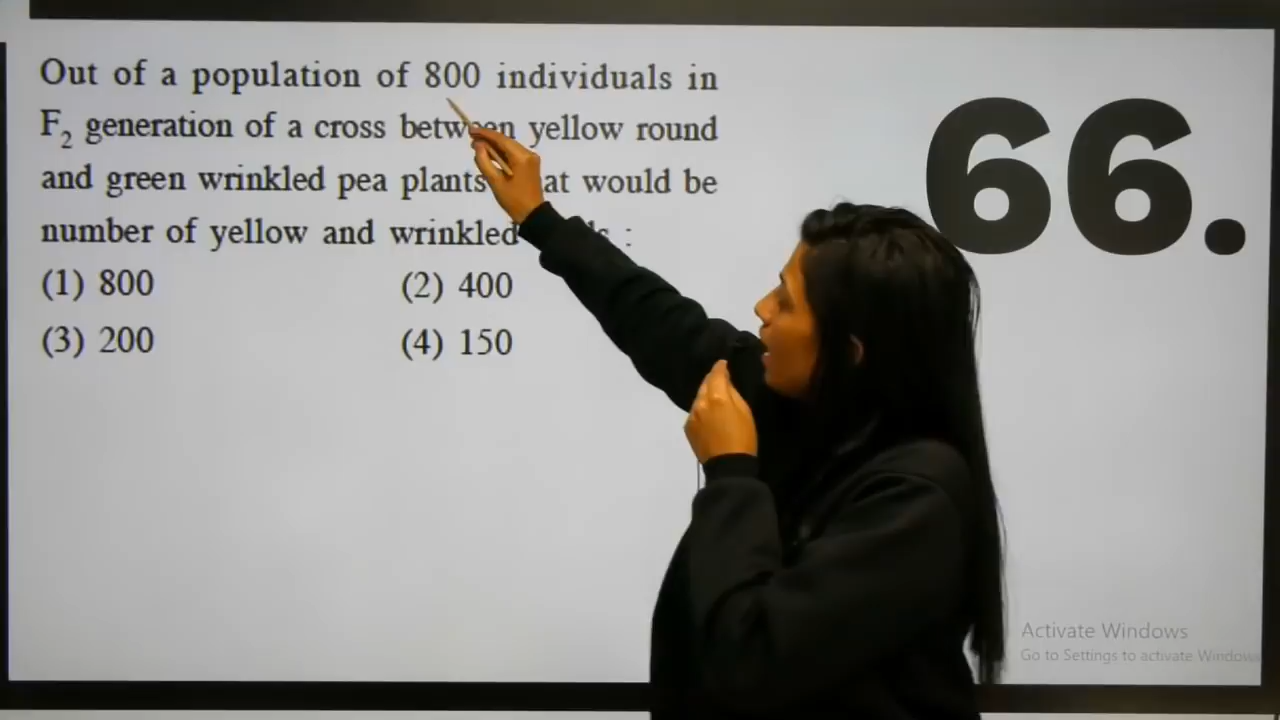 Out of a population of 800 individuals in
F₂ generation of a cross between yellow round
and green wrinkled pea plants would be
number of yellow and wrinkled :
(1) 800 (2) 400
(3) 200 (4) 150
66.
Activate Windows
Go to Settings to activate Windows